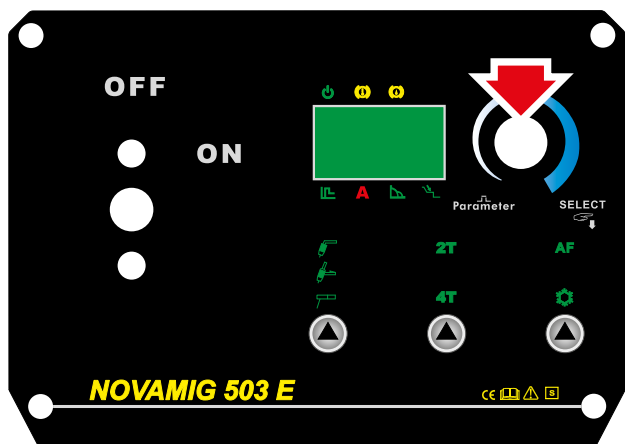 OFF
ON
A
Parameter
SELECT
2T
AF
4T
NOVAMIG 503 E
CE
S